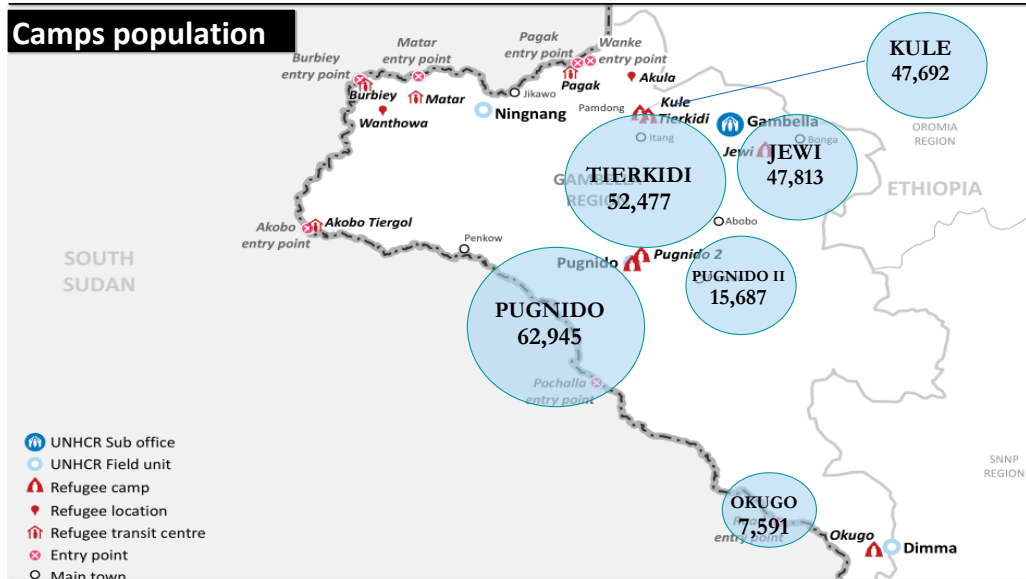 Camps population
Burbiey
entry point
Matar
entry point
Pagak
entry point
Wanke
entry point
KULE
47,692
Burbiey
Matar
Wanthowa
Jikawo
Ningnang
Pagak
Akula
Pamdong
Kule
Tierkidi
Itang
Gambella
Jewi
Bonga
OROMIA
REGION
JEWI
47,813
TIERKIDI
52,477
GAMBELLA
REGION
ETHIOPIA
Akobo
entry point
Akobo Tiergol
Penkow
Abobo
SOUTH
SUDAN
Pugnido
Pugnido 2
PUGNIDO II
15,687
PUGNIDO
62,945
Pochalla
entry point
UNHCR Sub office
UNHCR Field unit
Refugee camp
Refugee location
Refugee transit centre
Entry point
Main town
SNNP
REGION
OKUGO
7,591
entry point
Okugo
Dimma